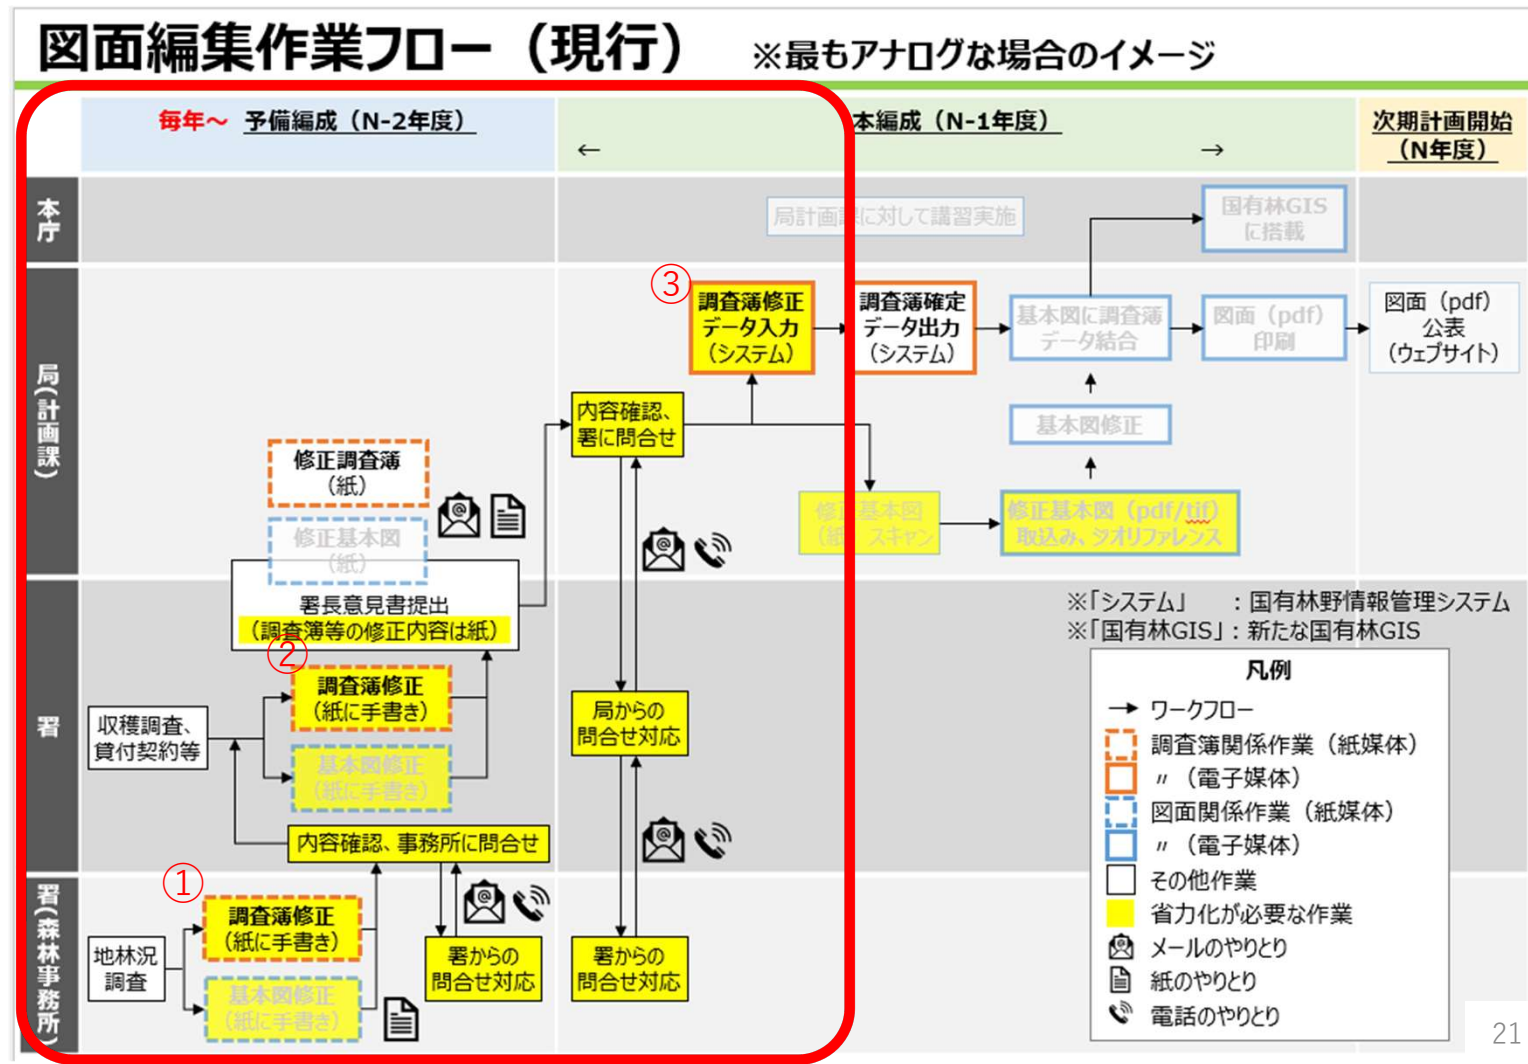 図面編集作業フロー（現行）
※最もアナログな場合のイメージ
毎年～ 予備編成（N-2年度）
本編成（N-1年度）
←
→
次期計画開始
（N年度）
本庁
局計画課に対して講習実施
国有林GIS
に搭載
局(計画課)
③
調査簿修正
データ入力
（システム）
調査簿確定
データ出力
（システム）
基本図に調査簿
データ結合
図面（pdf）
印刷
図面（pdf）
公表
（ウェブサイト）
内容確認、
署に問合せ
基本図修正
修正調査簿
（紙）
修正基本図
（紙）
修正基本図
（紙）スキャン
修正基本図（pdf/tif）
取込み、ジオリファレンス
署長意見書提出
（調査簿等の修正内容は紙）
※「システム」　：国有林野情報管理システム
※「国有林GIS」：新たな国有林GIS
署
②
調査簿修正
（紙に手書き）
収穫調査、
貸付契約等
基本図修正
（紙に手書き）
局からの
問合せ対応
内容確認、事務所に問合せ
署(森林事務所)
①
調査簿修正
（紙に手書き）
地林況
調査
基本図修正
（紙に手書き）
署からの
問合せ対応
署からの
問合せ対応
凡例
ワークフロー
調査簿関係作業（紙媒体）
〃（電子媒体）
図面関係作業（紙媒体）
〃（電子媒体）
その他作業
省力化が必要な作業
メールのやりとり
紙のやりとり
電話のやりとり
21